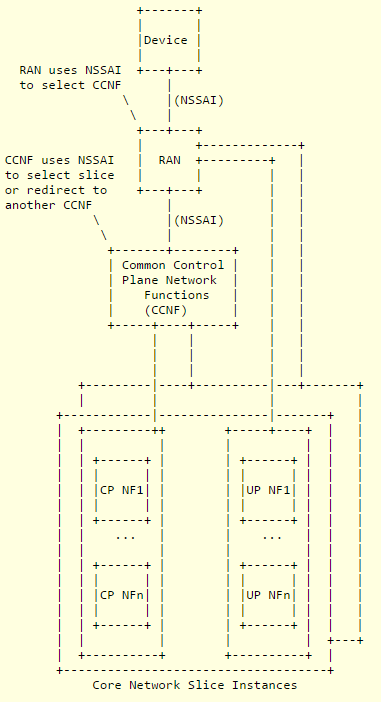 Device
RAN uses NSSAI
to select CCNF
(NSSAI)
RAN
CCNF uses NSSAI
to select slice
or redirect to
another CCNF
(NSSAI)
Common Control
Plane Network
Functions
(CCNF)
CP NF1 UP NF1
... ...
CP NFn UP NFn
Core Network Slice Instances